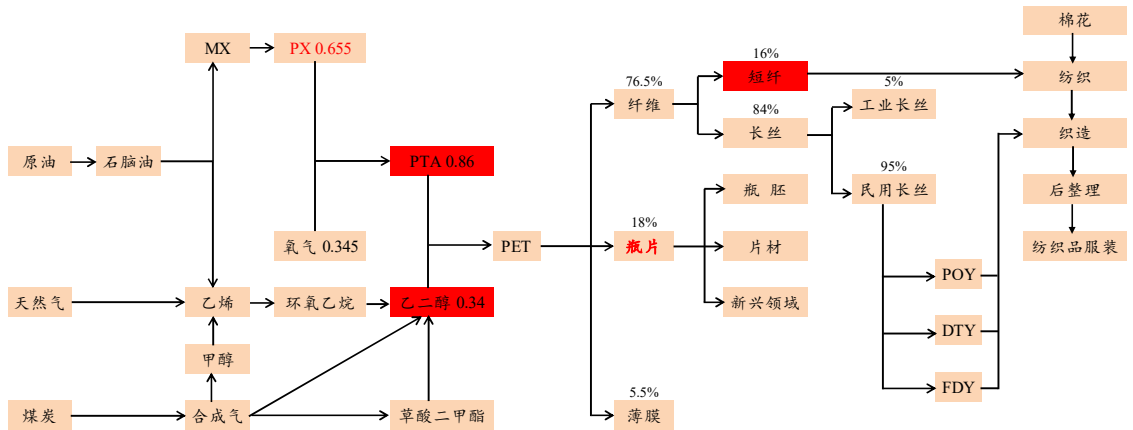 棉花
MX
PX 0.655
16%
短纤
纺织
76.5%
纤维
5%
工业长丝
84%
长丝
织造
原油
石脑油
PTA 0.86
95%
民用长丝
瓶 胚
后整理
18%
瓶片
氧气 0.345
PET
片材
纺织品服装
POY
天然气
乙烯
环氧乙烷
乙二醇 0.34
新兴领域
DTY
甲醇
FDY
5.5%
薄膜
煤炭
合成气
草酸二甲酯